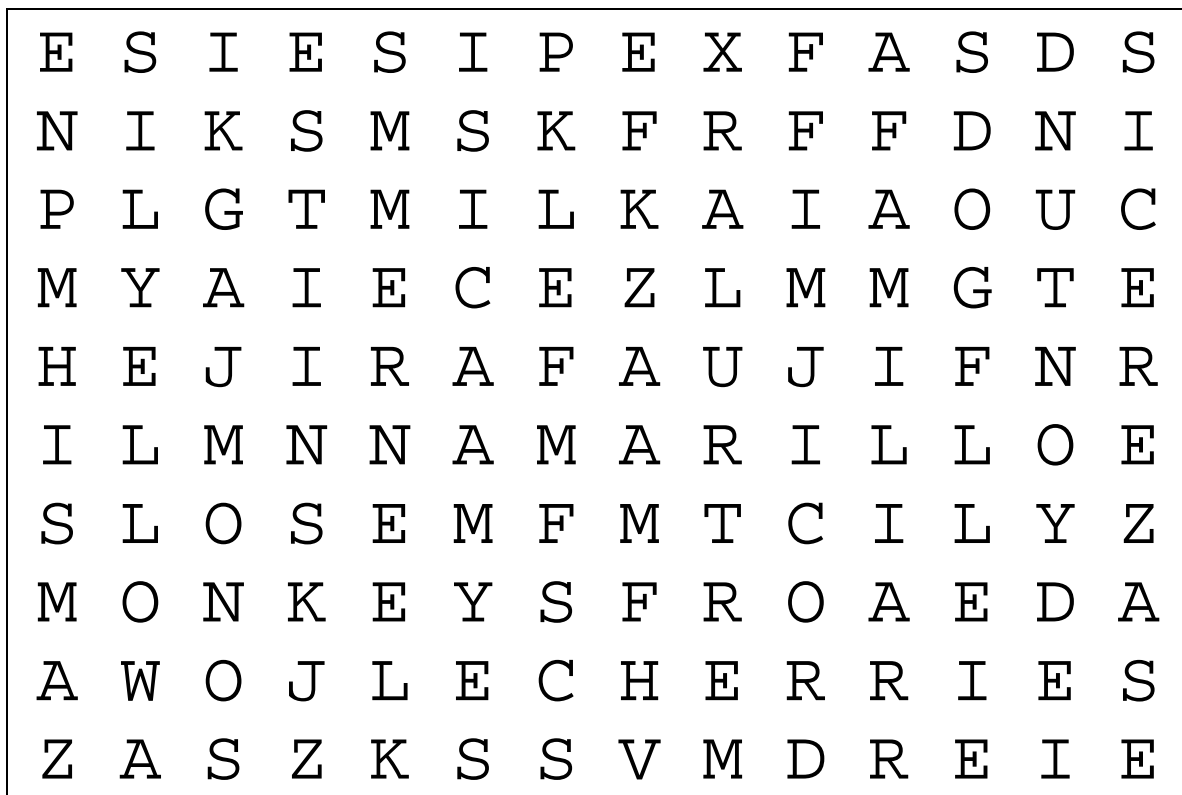 E S I E S I P E X F A S D S
N I K S M S K F R F F D N I
P L G T M I L K A I A O U C
M Y A I E C E Z L M M G T E
H E J I R A F A U J I F N R
I L M N N A M A R I L L O E
S L O S E M F M T C I L Y Z
M O N K E Y S F R O A E D A
A W O J L E C H E R R I E S
Z A S Z K S S V M D R E I E